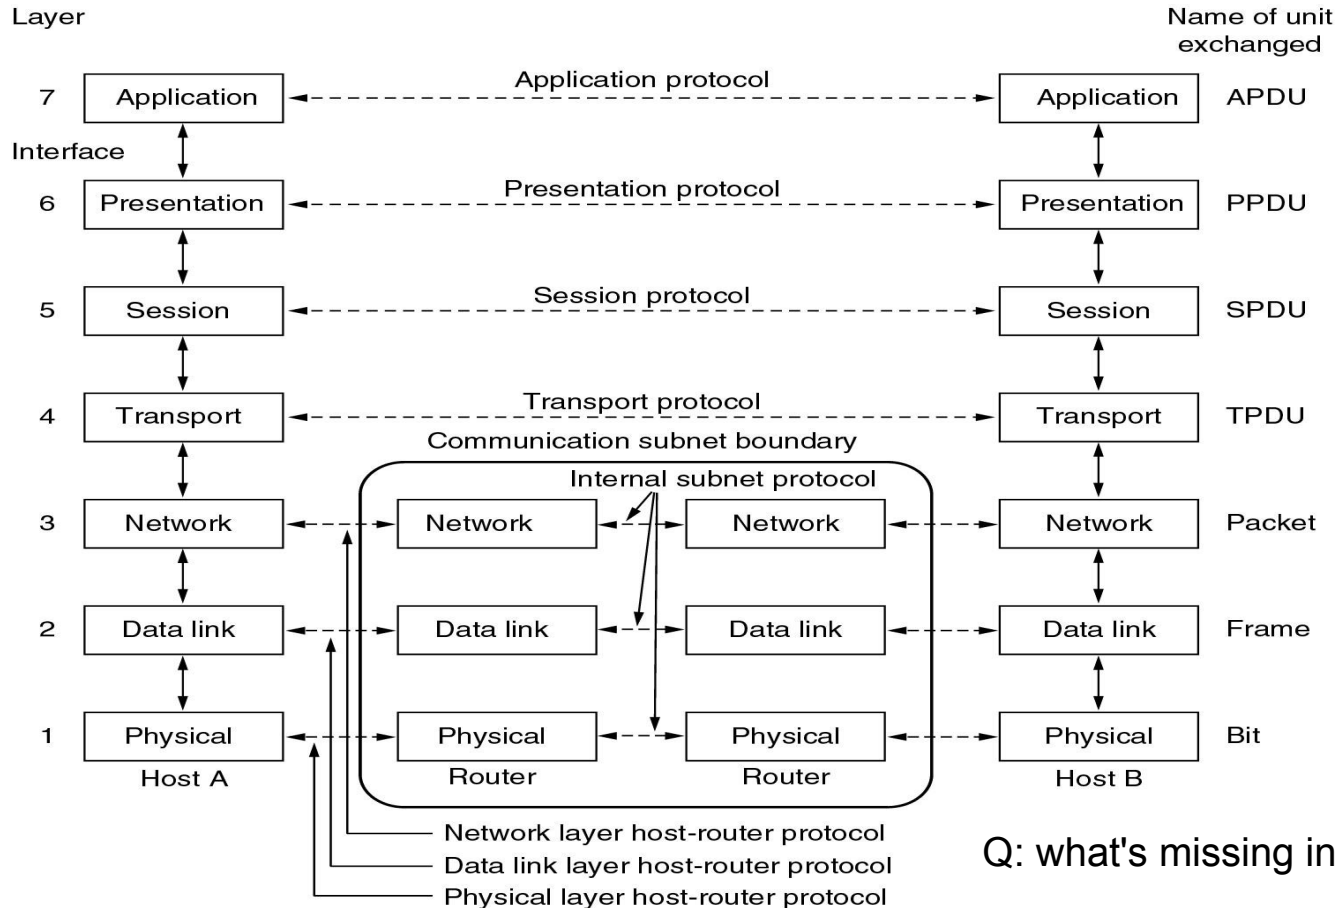 Layer
Name of unit
exchanged
Application protocol
7 Application Application APDU
Interface
Presentation protocol
6 Presentation Presentation PPDU
Session protocol
5 Session Session SPDU
Transport protocol
4 Transport Transport TPDU
Communication subnet boundary
Internal subnet protocol
3 Network Network Network Network Packet
2 Data link Data link Data link Data link Frame
1 Physical Physical Physical Physical Bit
Host A Router Router Host B
Network layer host-router protocol
Data link layer host-router protocol
Physical layer host-router protocol
Q: what's missing in